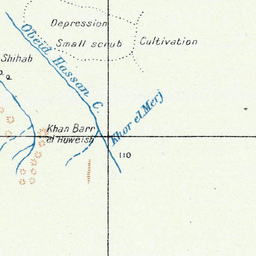 Depression
Small scrub
Cultivation
Shihab
Obeid Hassan C.
Khor el Merj
Khan Barr
el Huweish
110